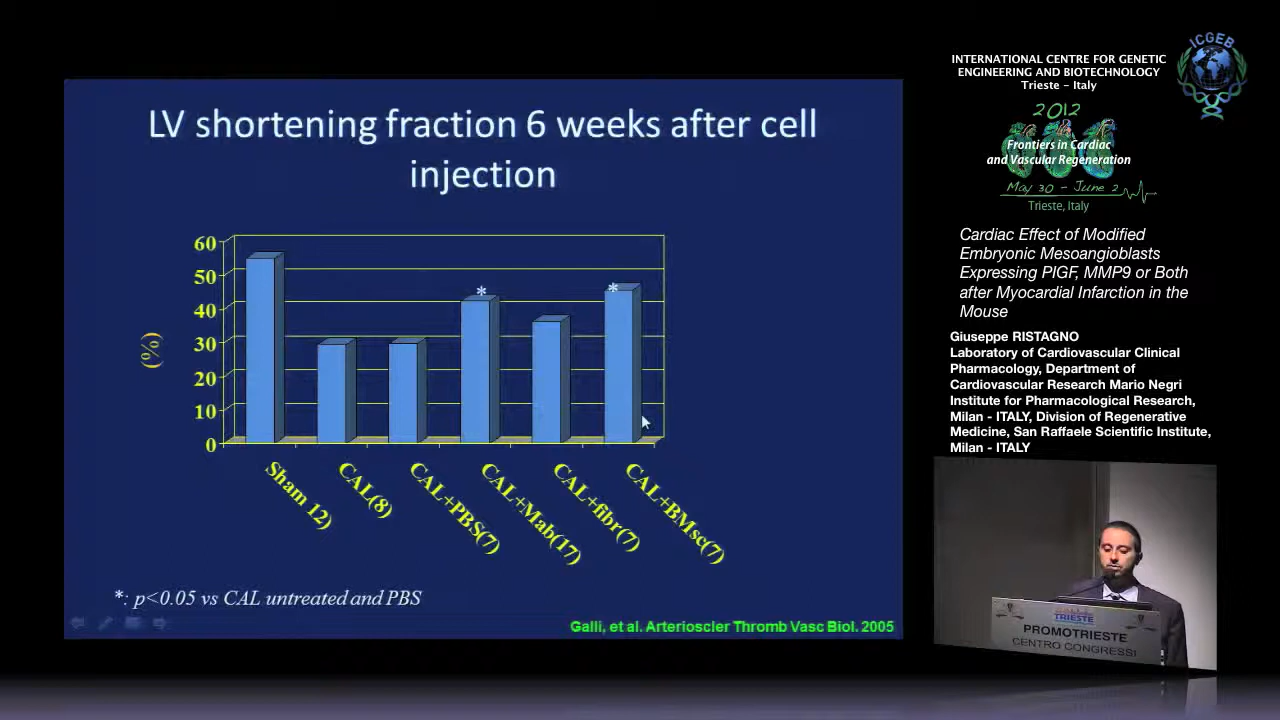 LV shortening fraction 6 weeks after cell
injection
60
50
40
30
20
10
0
(%)
*
*
Sham 12)
CAL(8)
CAL+PBS(7)
CAL+Mab(17)
CAL+fibr(7)
CAL+BMsc(7)
*: p<0.05 vs CAL untreated and PBS
Galli, et al. Arterioscler Thromb Vasc Biol. 2005
INTERNATIONAL CENTRE FOR GENETIC
ENGINEERING AND BIOTECHNOLOGY
Trieste – Italy
ICGEB
2012
Frontiers in Cardiac
and Vascular Regeneration
May 30 – June 2
Trieste, Italy
Cardiac Effect of Modified
Embryonic Mesoangioblasts
Expressing PlGF, MMP9 or Both
after Myocardial Infarction in the
Mouse
Giuseppe RISTAGNO
Laboratory of Cardiovascular Clinical
Pharmacology, Department of
Cardiovascular Research Mario Negri
Institute for Pharmacological Research,
Milan - ITALY, Division of Regenerative
Medicine, San Raffaele Scientific Institute,
Milan - ITALY
TRIESTE
PROMOTRIESTE
CENTRO CONGRESSI